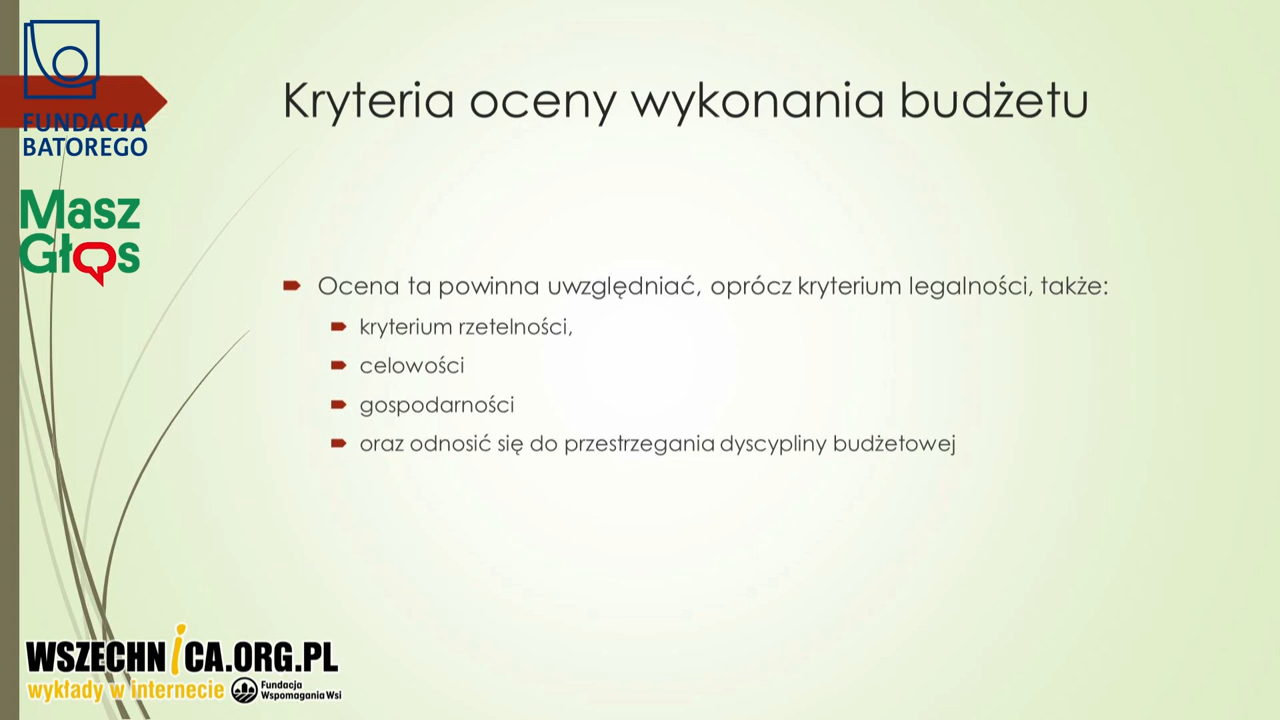 FUNDACJA
BATOREGO
Masz
Głos
Kryteria oceny wykonania budżetu
Ocena ta powinna uwzględniać, oprócz kryterium legalności, także:
kryterium rzetelności,
celowości
gospodarności
oraz odnosić się do przestrzegania dyscypliny budżetowej
WSZECHNiCA.ORG.PL
wykłady w internecie
Fundacja
Wspomagania Wsi